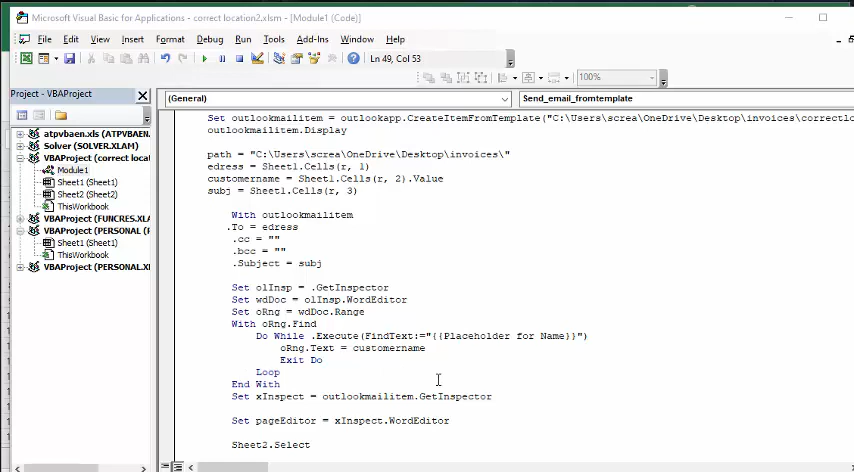 Microsoft Visual Basic for Applications - correct location2.xlsm - [Module1 (Code)]
File Edit View Insert Format Debug Run Tools Add-Ins Window Help
Ln 49, Col 53
100%
Project - VBAProject
(General)
Send_email_fromtemplate
atpvbaen.xls (ATPVBAEN.
Solver (SOLVER.XLAM)
VBAProject (correct locat
Module1
Sheet1 (Sheet1)
Sheet2 (Sheet2)
ThisWorkbook
VBAProject (FUNCRES.XLA
VBAProject (PERSONAL (P
Sheet1 (Sheet1)
ThisWorkbook
VBAProject (PERSONAL.XL
Set outlookmailitem = outlookapp.CreateItemFromTemplate("C:\Users\screa\OneDrive\Desktop\invoices\correctlo
outlookmailitem.Display
path = "C:\Users\screa\OneDrive\Desktop\invoices\"
edress = Sheet1.Cells(r, 1)
customername = Sheet1.Cells(r, 2).Value
subj = Sheet1.Cells(r, 3)
With outlookmailitem
.To = edress
.cc = ""
.bcc = ""
.Subject = subj
Set olInsp = .GetInspector
Set wdDoc = olInsp.WordEditor
Set oRng = wdDoc.Range
With oRng.Find
Do While .Execute(FindText:="{{Placeholder for Name}}")
oRng.Text = customername
Exit Do
Loop
End With
Set xInspect = outlookmailitem.GetInspector
Set pageEditor = xInspect.WordEditor
Sheet2.Select